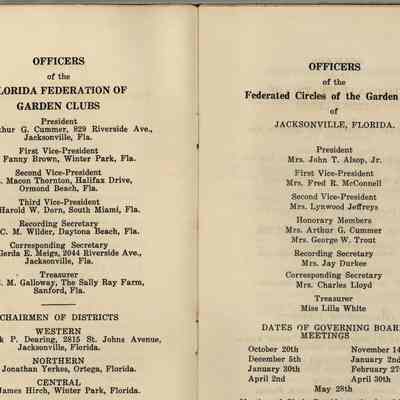 OFFICERS
of the
LORIDA FEDERATION OF
GARDEN CLUBS
President
hur G. Cummer, 829 Riverside Ave.,
Jacksonville, Fla.
First Vice-President
Fanny Brown, Winter Park, Fla.
Second Vice-President
. Macon Thornton, Halifax Drive,
Ormond Beach, Fla.
Third Vice-President
Harold W. Dorn, South Miami, Fla.
Recording Secretary
C. M. Wilder, Daytona Beach, Fla.
Corresponding Secretary
Gerda E. Meigs, 2044 Riverside Ave.,
Jacksonville, Fla.
Treasurer
. M. Galloway, The Sally Ray Farm,
Sanford, Fla.
CHAIRMEN OF DISTRICTS
WESTERN
k P. Dearing, 2815 St. Johns Avenue,
Jacksonville, Florida.
NORTHERN
Jonathan Yerkes, Ortega, Florida.
CENTRAL
James Hirch, Winter Park, Florida.
OFFICERS
of the
Federated Circles of the Garden
of
JACKSONVILLE, FLORIDA.
President
Mrs. John T. Alsop, Jr.
First Vice-President
Mrs. Fred R. McConnell
Second Vice-President
Mrs. Lynwood Jeffreys
Honorary Members
Mrs. Arthur G. Cummer
Mrs. George W. Trout
Recording Secretary
Mrs. Jay Durkee
Corresponding Secretary
Mrs. Charles Lloyd
Treasurer
Miss Lilla White
DATES OF GOVERNING BOAR
MEETINGS
October 20th November 14
December 5th January 2nd
January 30th February 27
April 2nd April 30th
May 28th